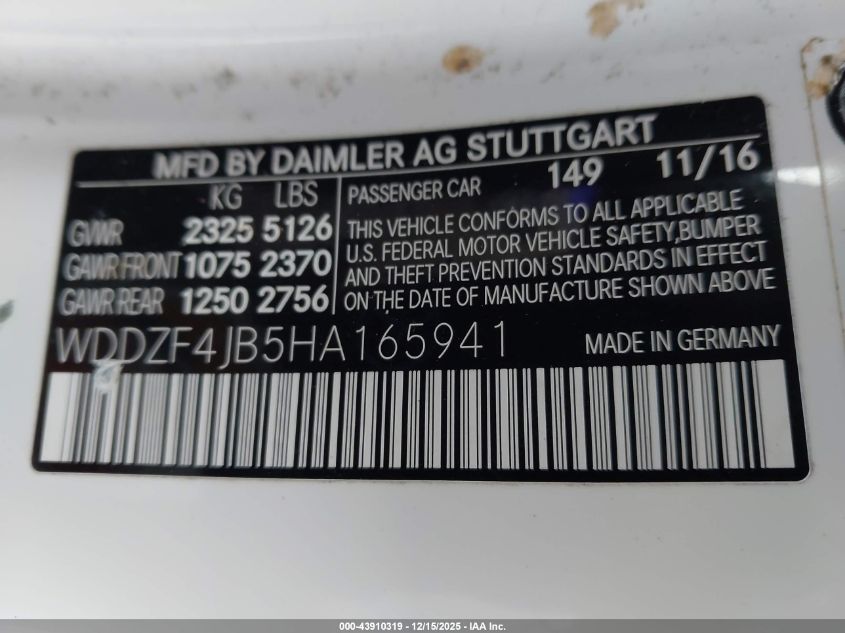 MFD BY DAIMLER AG STUTTGART
KG LBS
GVWR 2325 5126
GAWR FRONT 1075 2370
GAWR REAR 1250 2756
PASSENGER CAR 149 11/16
THIS VEHICLE CONFORMS TO ALL APPLICABLE
U.S. FEDERAL MOTOR VEHICLE SAFETY, BUMPER
AND THEFT PREVENTION STANDARDS IN EFFECT
ON THE DATE OF MANUFACTURE SHOWN ABOVE
WDDZF4JB5HA165941 MADE IN GERMANY
000-43910319 - 12/15/2025 - IAA Inc.